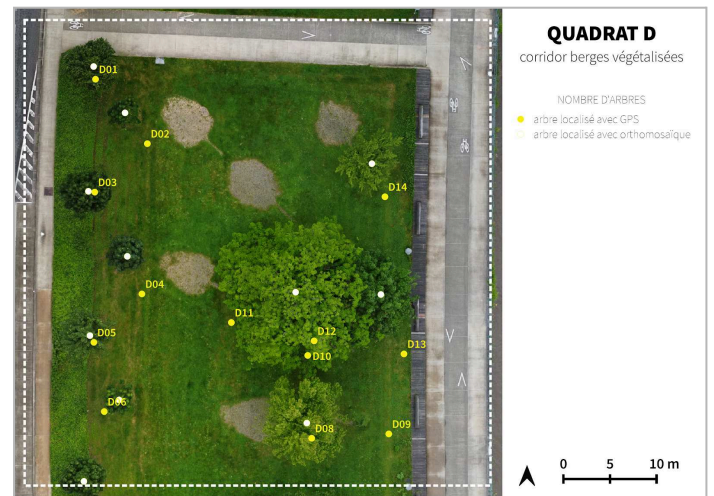 QUADRAT D
corridor berges végétalisées
NOMBRE D'ARBRES
arbre localisé avec GPS
arbre localisé avec orthomosaïque
D01
D02
D03
D14
D04
D11
D05
D12
D13
D10
D06
D08
D09
0 5 10 m